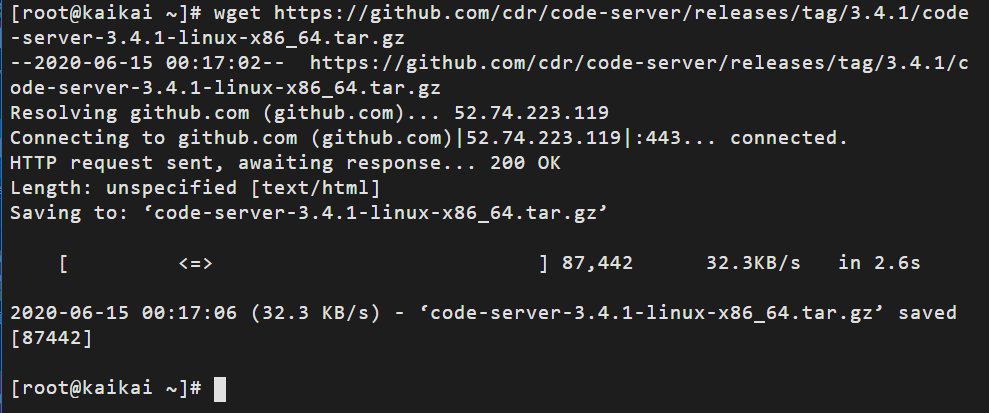 [root@kaikai ~]# wget https://github.com/cdr/code-server/releases/tag/3.4.1/code
-server-3.4.1-linux-x86_64.tar.gz
--2020-06-15 00:17:02--  https://github.com/cdr/code-server/releases/tag/3.4.1/c
ode-server-3.4.1-linux-x86_64.tar.gz
Resolving github.com (github.com)... 52.74.223.119
Connecting to github.com (github.com)|52.74.223.119|:443... connected.
HTTP request sent, awaiting response... 200 OK
Length: unspecified [text/html]
Saving to: ‘code-server-3.4.1-linux-x86_64.tar.gz’
    [         <=>                           ] 87,442      32.3KB/s   in 2.6s
2020-06-15 00:17:06 (32.3 KB/s) - ‘code-server-3.4.1-linux-x86_64.tar.gz’ saved
[87442]
[root@kaikai ~]#